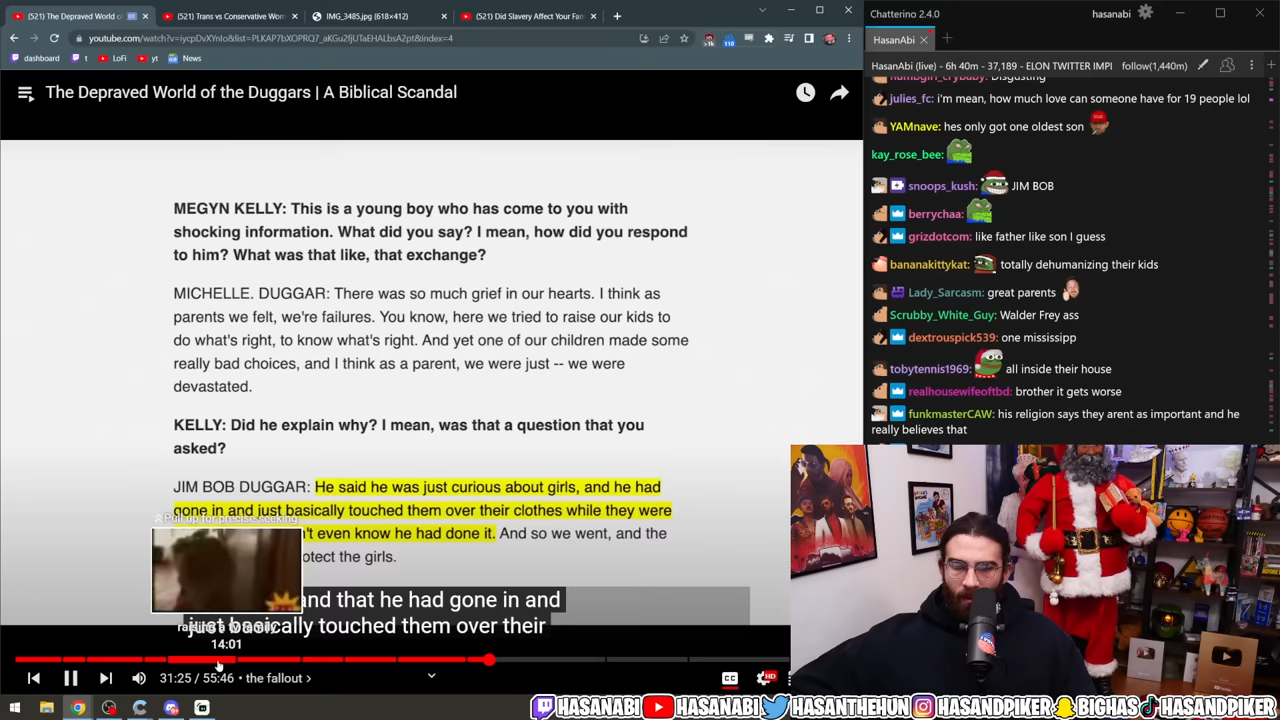 (521) The Depraved World of the
(521) Trans vs Conservative Wom
IMG_3485.jpg (618×412)
(521) Did Slavery Affect Your Fam
youtube.com/watch?v=iycpDvXYnIo&list=PLKAP7bXOPRQ7_aKGu2fjUTaEHALbsA2pt&index=4
dashboard
t
LoFi
yt
News
The Depraved World of the Duggars | A Biblical Scandal
MEGYN KELLY: This is a young boy who has come to you with
shocking information. What did you say? I mean, how did you respond
to him? What was that like, that exchange?
MICHELLE. DUGGAR: There was so much grief in our hearts. I think as
parents we felt, we're failures. You know, here we tried to raise our kids to
do what's right, to know what's right. And yet one of our children made some
really bad choices, and I think as a parent, we were just -- we were
devastated.
KELLY: Did he explain why? I mean, was that a question that you
asked?
JIM BOB DUGGAR: He said he was just curious about girls, and he had
gone in and just basically touched them over their clothes while they were
't even know he had done it. And so we went, and the
otect the girls.
Pull up for precise seeking
and that he had gone in and
just basically touched them over their
14:01
31:25 / 55:46 • the fallout >
CC
HD
Chatterino 2.4.0
hasanabi
HasanAbi
HasanAbi (live) - 6h 40m - 37,189 - ELON TWITTER IMPI
follow(1,440m)
Disgusting
julies_fc: i'm mean, how much love can someone have for 19 people lol
YAMnave: hes only got one oldest son
kay_rose_bee:
snoops_kush: JIM BOB
berrychaa:
grizdotcom: like father like son I guess
bananakittykat: totally dehumanizing their kids
Lady_Sarcasm: great parents
Scrubby_White_Guy: Walder Frey ass
dextrouspick539: one mississipp
tobytennis1969: all inside their house
realhousewifeoftbd: brother it gets worse
funkmasterCAW: his religion says they arent as important and he
really believes that
HASANABI
HASANABI
HASANTHEHUN
HASANDPIKER
BIGHAS
HASANDPIKER